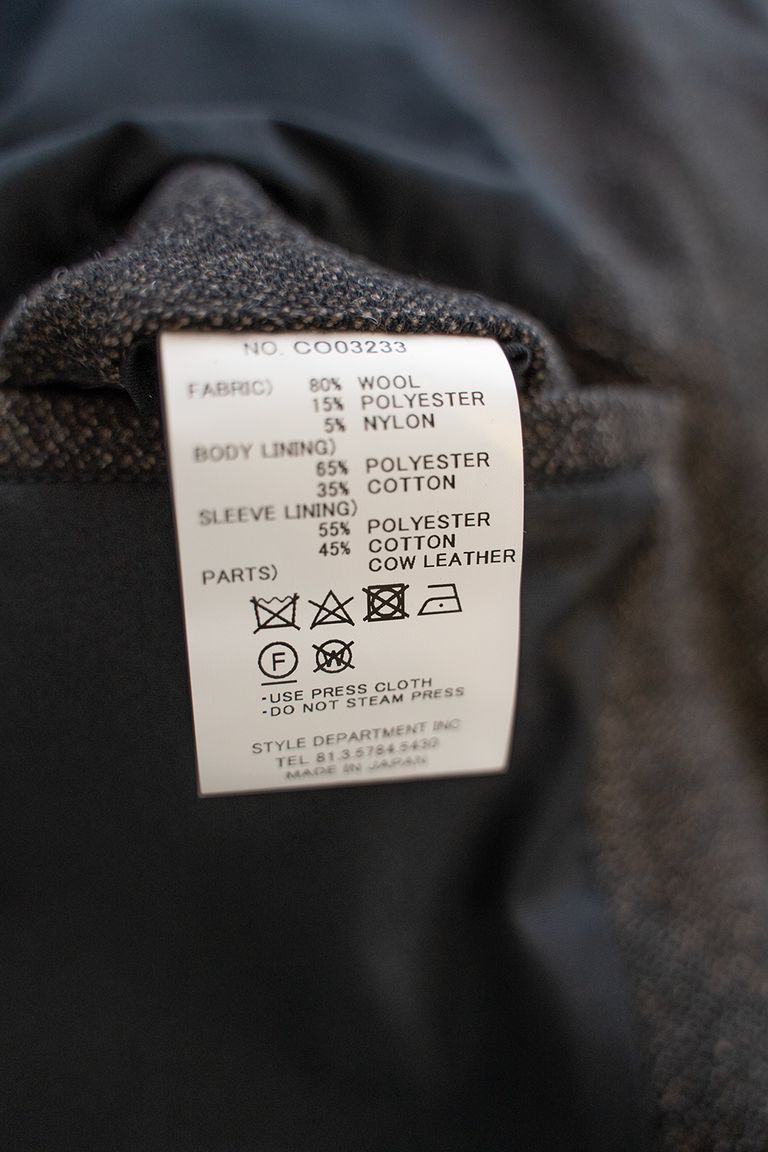 NO. CO03233
FABRIC) 80% WOOL
15% POLYESTER
5% NYLON
BODY LINING)
65% POLYESTER
35% COTTON
SLEEVE LINING)
55% POLYESTER
45% COTTON
PARTS) COW LEATHER
F W
-USE PRESS CLOTH
-DO NOT STEAM PRESS
STYLE DEPARTMENT INC
TEL 81.3.5784.5430
MADE IN JAPAN